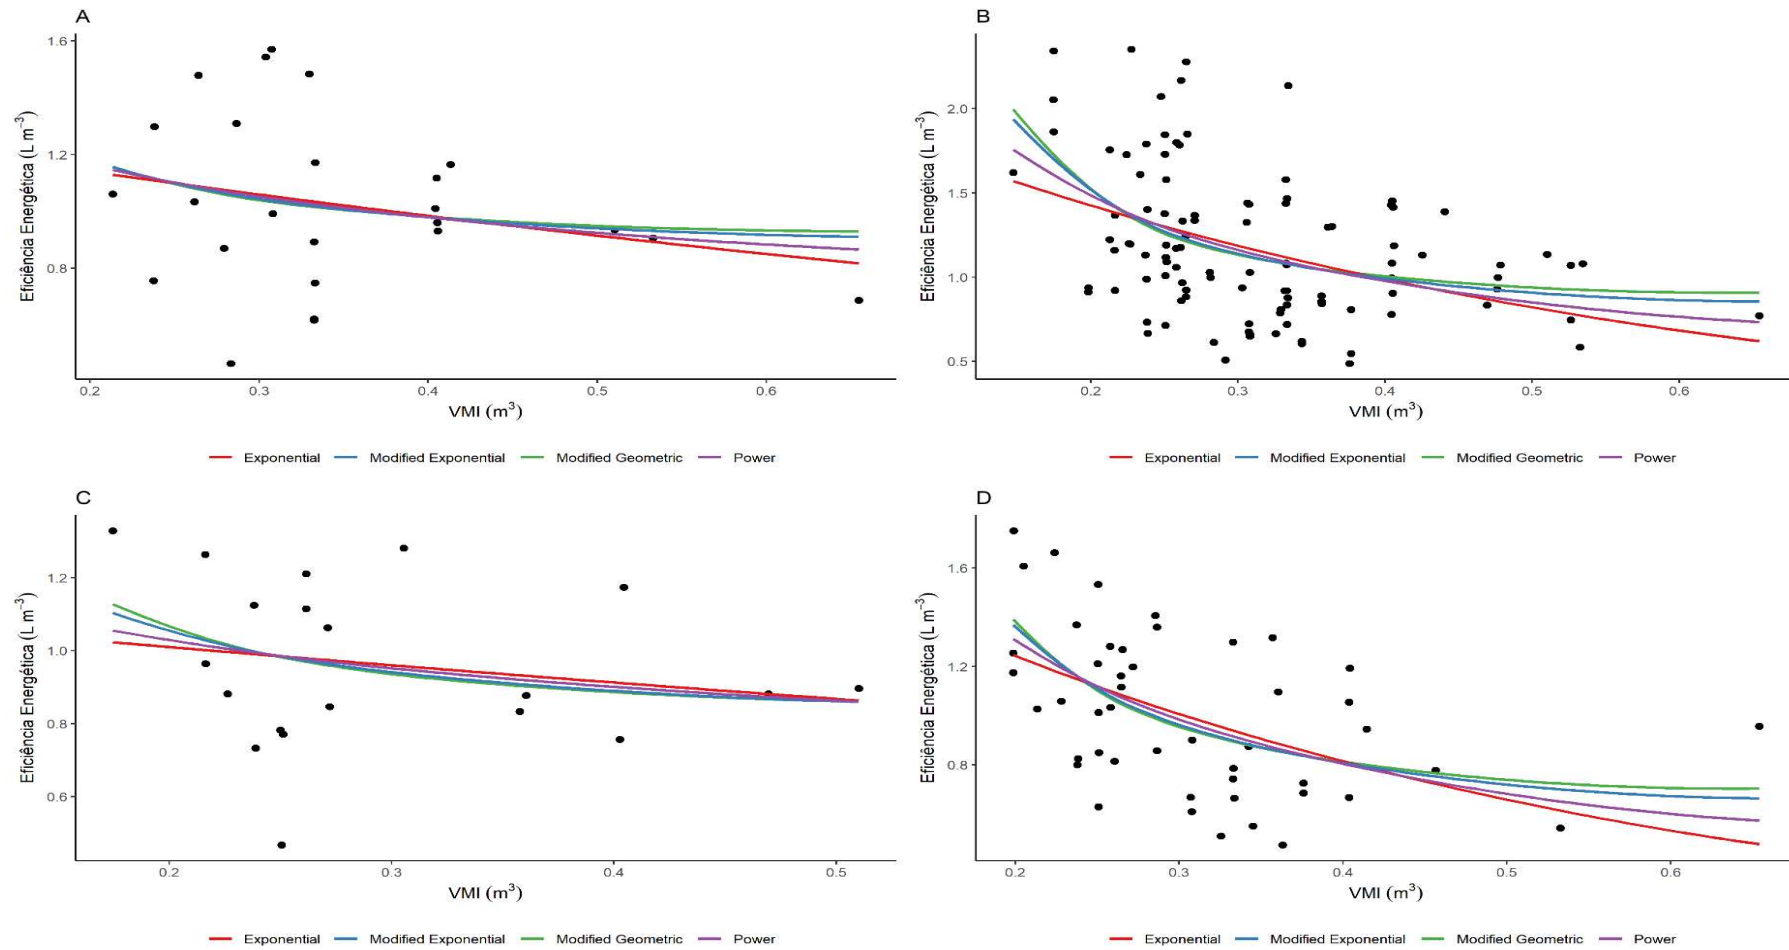 A
Eficiência Energética (L m⁻³)
1.6
1.2
0.8
0.2 0.3 0.4 0.5 0.6
VMI (m³)
Exponential Modified Exponential Modified Geometric Power
B
Eficiência Energética (L m⁻³)
2.0
1.5
1.0
0.5
0.2 0.3 0.4 0.5 0.6
VMI (m³)
Exponential Modified Exponential Modified Geometric Power
C
Eficiência Energética (L m⁻³)
1.2
1.0
0.8
0.6
0.2 0.3 0.4 0.5
VMI (m³)
Exponential Modified Exponential Modified Geometric Power
D
Eficiência Energética (L m⁻³)
1.6
1.2
0.8
0.2 0.3 0.4 0.5 0.6
VMI (m³)
Exponential Modified Exponential Modified Geometric Power